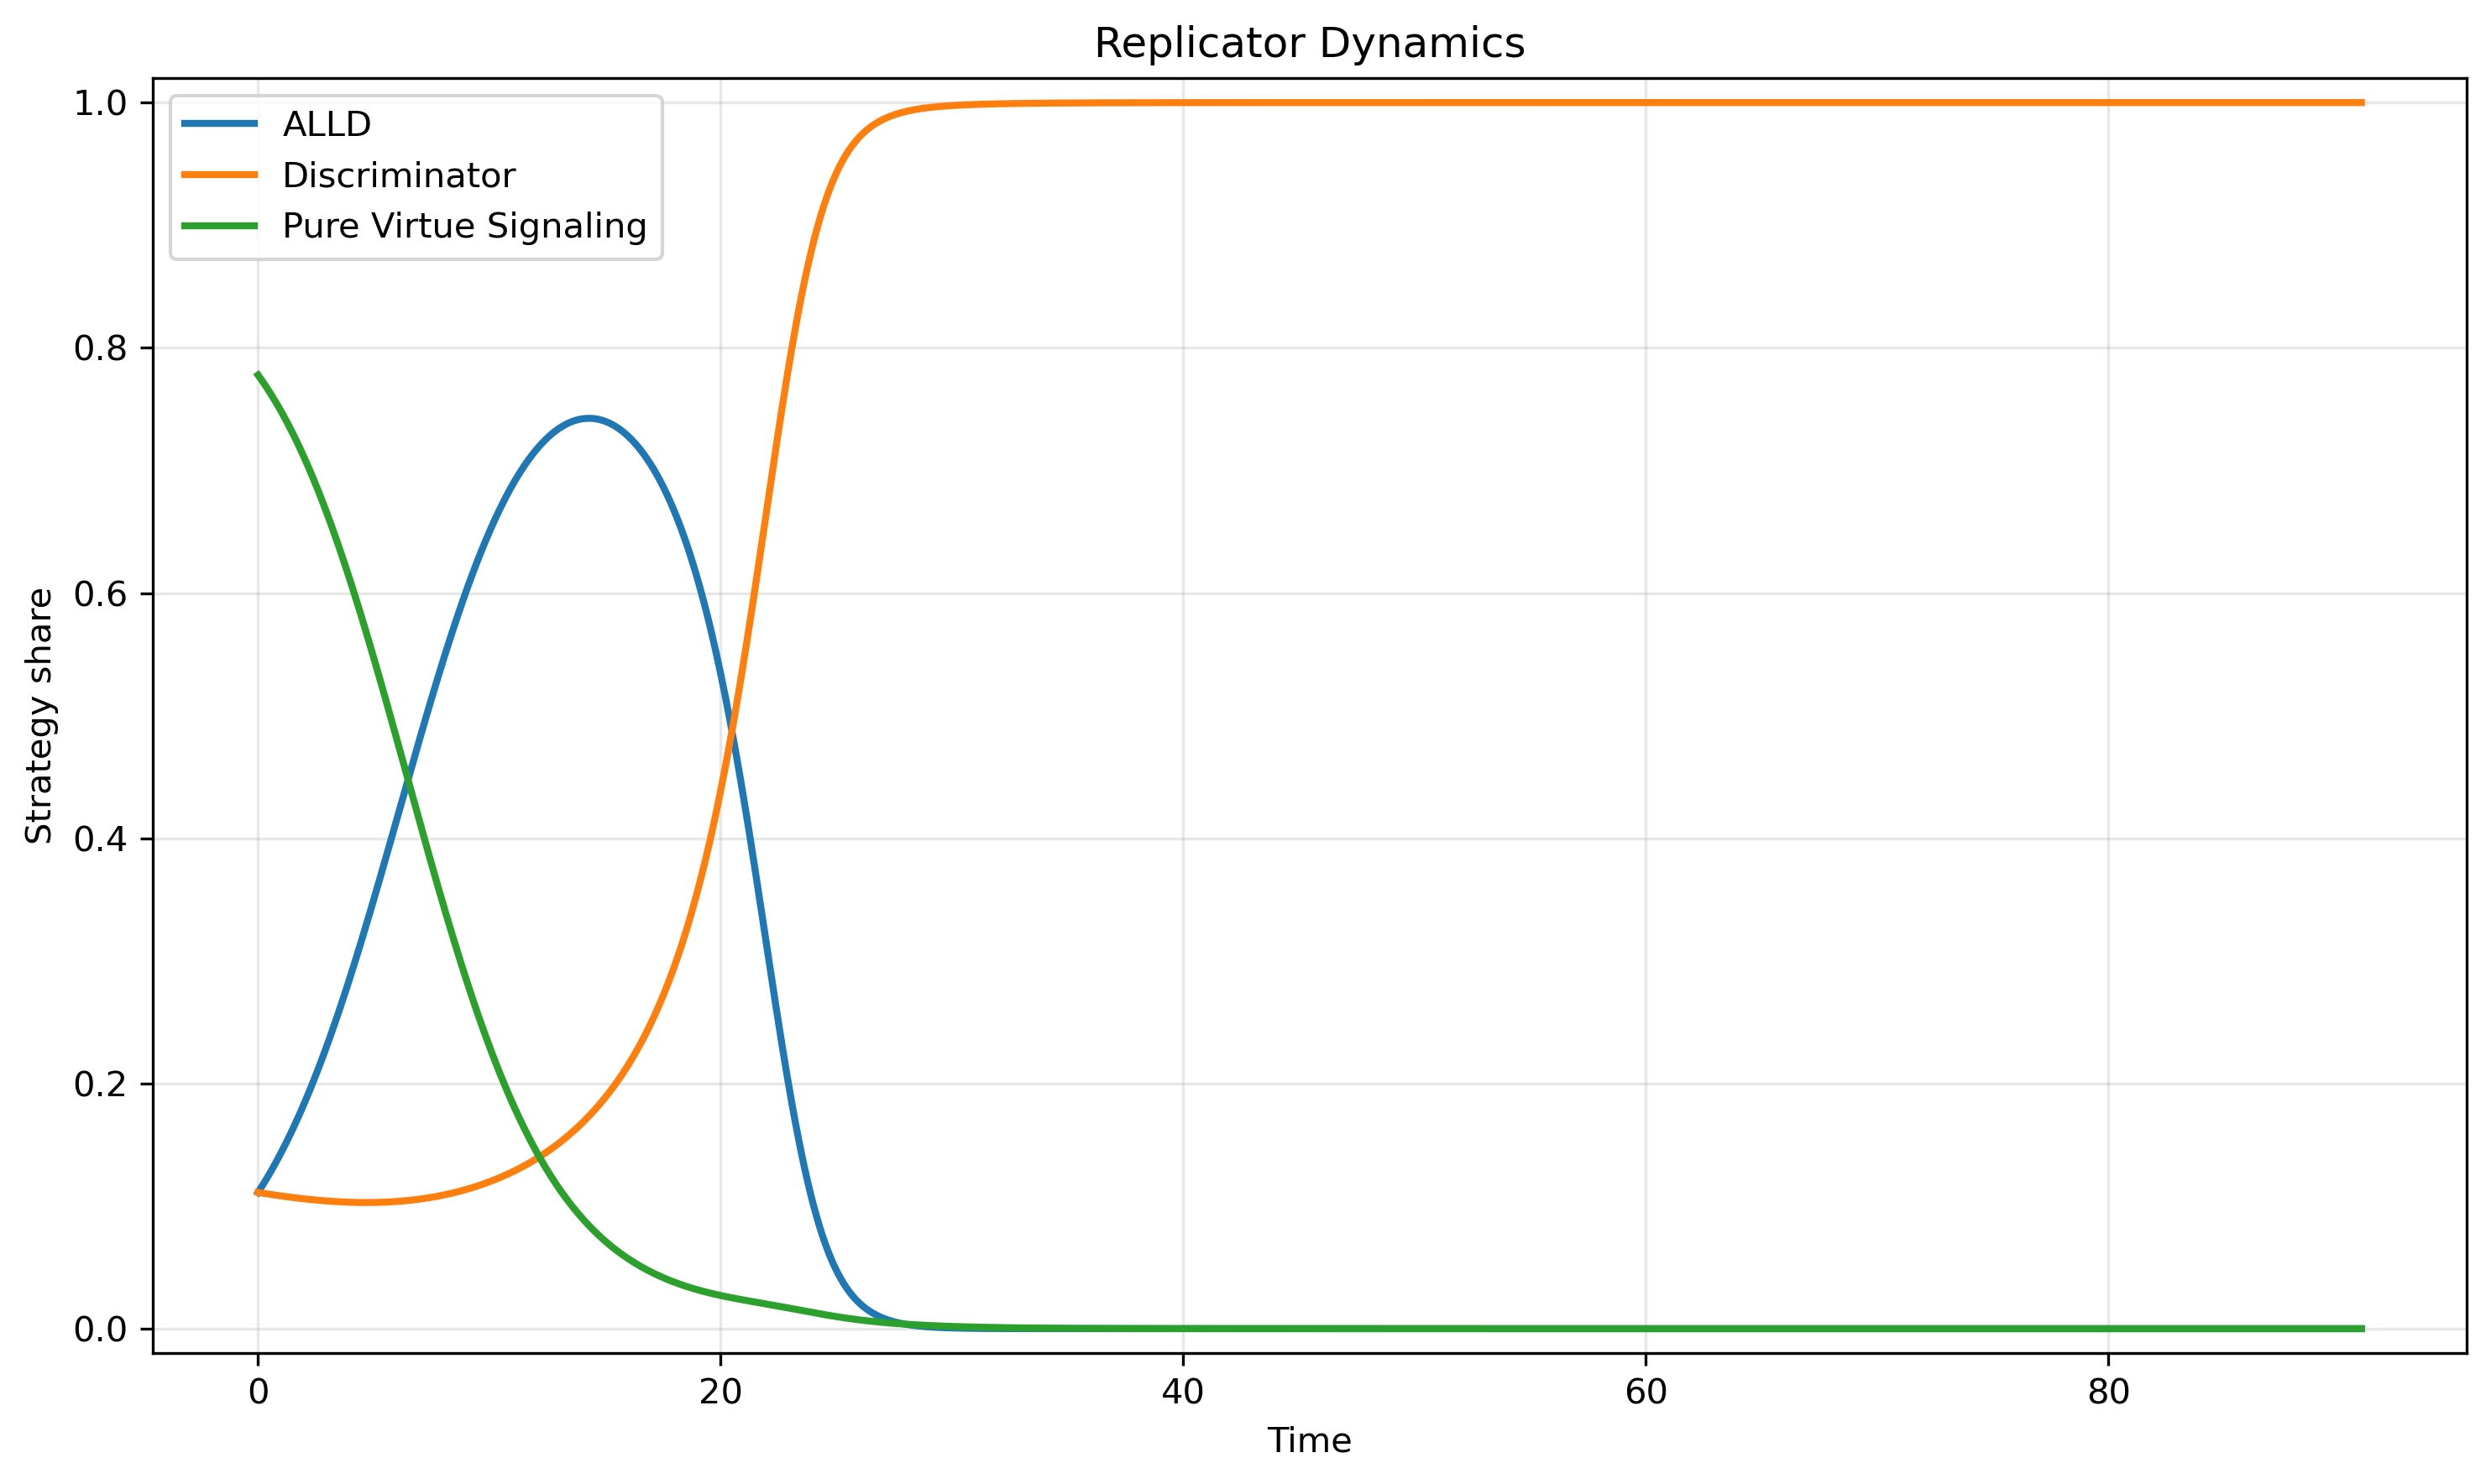 Replicator Dynamics
ALLD
Discriminator
Pure Virtue Signaling
Strategy share
1.0
0.8
0.6
0.4
0.2
0.0
0 20 40 60 80
Time